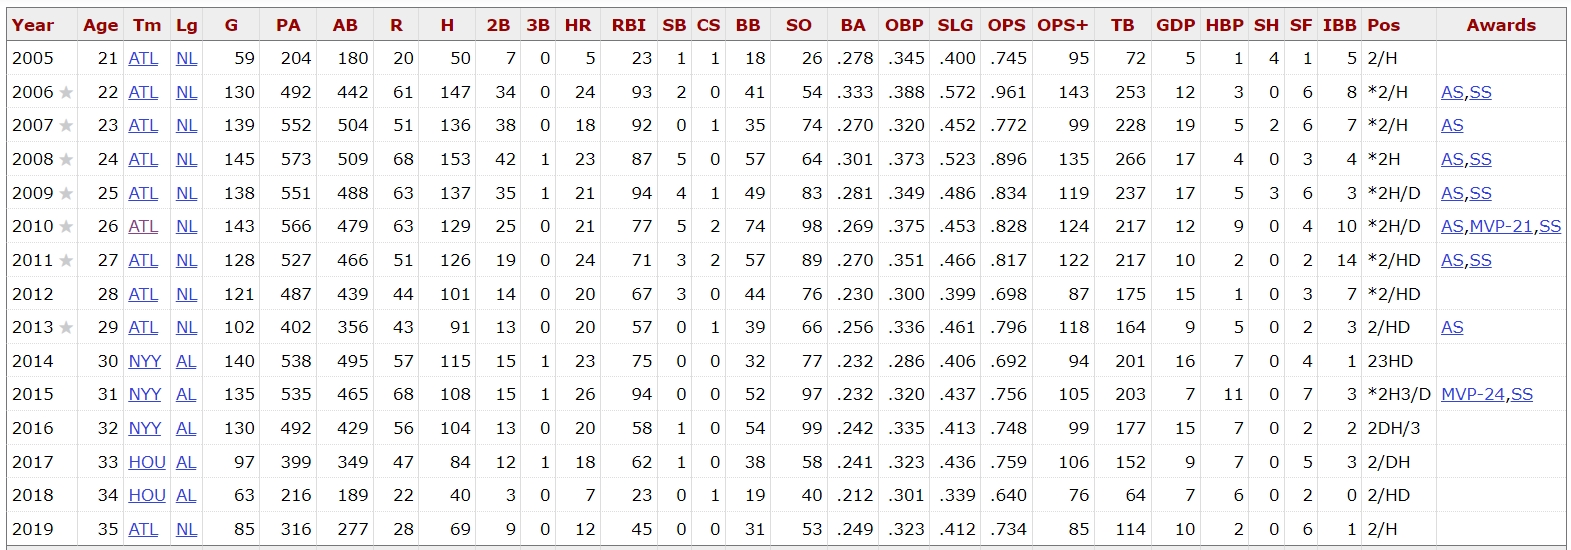 Year Age Tm Lg G PA AB R H 2B 3B HR RBI SB CS BB SO BA OBP SLG OPS OPS+ TB GDP HBP SH SF IBB Pos Awards
2005 21 ATL NL 59 204 180 20 50 7 0 5 23 1 1 18 26 .278 .345 .400 .745 95 72 5 1 4 1 5 2/H
2006 ★ 22 ATL NL 130 492 442 61 147 34 0 24 93 2 0 41 54 .333 .388 .572 .961 143 253 12 3 0 6 8 *2/H AS,SS
2007 ★ 23 ATL NL 139 552 504 51 136 38 0 18 92 0 1 35 74 .270 .320 .452 .772 99 228 19 5 2 6 7 *2/H AS
2008 ★ 24 ATL NL 145 573 509 68 153 42 1 23 87 5 0 57 64 .301 .373 .523 .896 135 266 17 4 0 3 4 *2H AS,SS
2009 ★ 25 ATL NL 138 551 488 63 137 35 1 21 94 4 1 49 83 .281 .349 .486 .834 119 237 17 5 3 6 3 *2H/D AS,SS
2010 ★ 26 ATL NL 143 566 479 63 129 25 0 21 77 5 2 74 98 .269 .375 .453 .828 124 217 12 9 0 4 10 *2H/D AS,MVP-21,SS
2011 ★ 27 ATL NL 128 527 466 51 126 19 0 24 71 3 2 57 89 .270 .351 .466 .817 122 217 10 2 0 2 14 *2/HD AS,SS
2012 28 ATL NL 121 487 439 44 101 14 0 20 67 3 0 44 76 .230 .300 .399 .698 87 175 15 1 0 3 7 *2/HD
2013 ★ 29 ATL NL 102 402 356 43 91 13 0 20 57 0 1 39 66 .256 .336 .461 .796 118 164 9 5 0 2 3 2/HD AS
2014 30 NYY AL 140 538 495 57 115 15 1 23 75 0 0 32 77 .232 .286 .406 .692 94 201 16 7 0 4 1 23HD
2015 31 NYY AL 135 535 465 68 108 15 1 26 94 0 0 52 97 .232 .320 .437 .756 105 203 7 11 0 7 3 *2H3/D MVP-24,SS
2016 32 NYY AL 130 492 429 56 104 13 0 20 58 1 0 54 99 .242 .335 .413 .748 99 177 15 7 0 2 2 2DH/3
2017 33 HOU AL 97 399 349 47 84 12 1 18 62 1 0 38 58 .241 .323 .436 .759 106 152 9 7 0 5 3 2/DH
2018 34 HOU AL 63 216 189 22 40 3 0 7 23 0 1 19 40 .212 .301 .339 .640 76 64 7 6 0 2 0 2/HD
2019 35 ATL NL 85 316 277 28 69 9 0 12 45 0 0 31 53 .249 .323 .412 .734 85 114 10 2 0 6 1 2/H